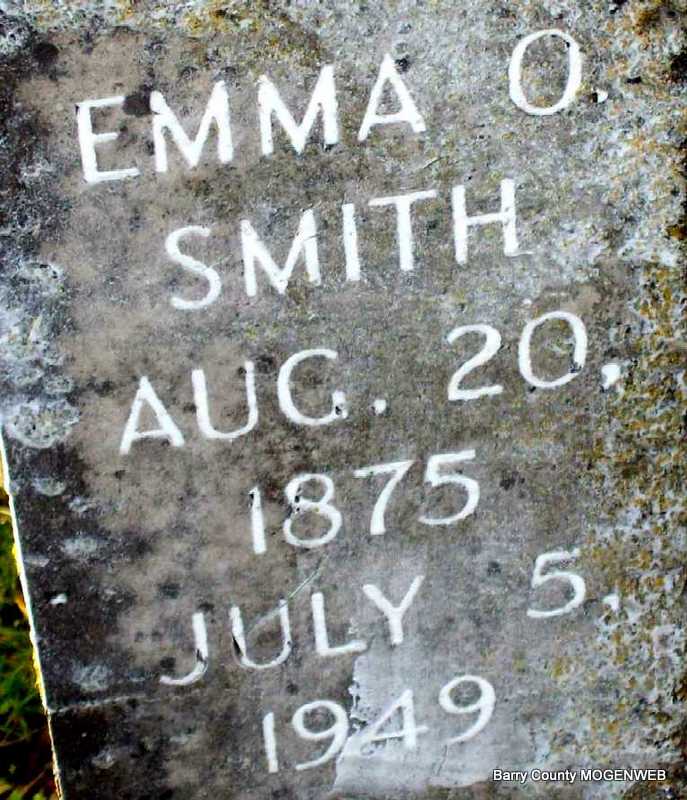 EMMA O.
SMITH
AUG. 20,
1875
JULY 5,
1949
Barry County MOGENWEB